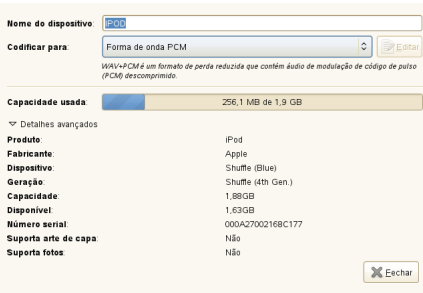 Nome do dispositivo: IPOD
Codificar para: Forma de onda PCM Editar
WAV+PCM é um formato de perda reduzida que contém áudio de modulação de código de pulso
(PCM) descomprimido.
Capacidade usada: 256,1 MB de 1,9 GB
Detalhes avançados
Produto: iPod
Fabricante: Apple
Dispositivo: Shuffle (Blue)
Geração: Shuffle (4th Gen.)
Capacidade: 1,88GB
Disponível: 1,63GB
Número serial: 000A27002168C177
Suporta arte de capa: Não
Suporta fotos: Não
Fechar